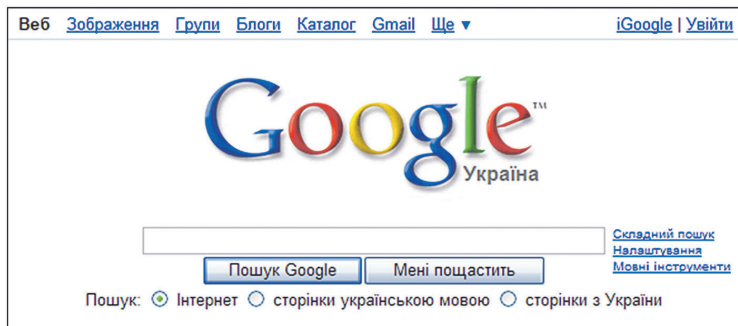 Веб Зображення Групи Блоги Каталог Gmail Ще ▼ iGoogle | Увійти
Google™
Україна
Складний пошук
Налаштування
Мовні інструменти
Пошук Google Мені пощастить
Пошук: Інтернет сторінки українською мовою сторінки з України